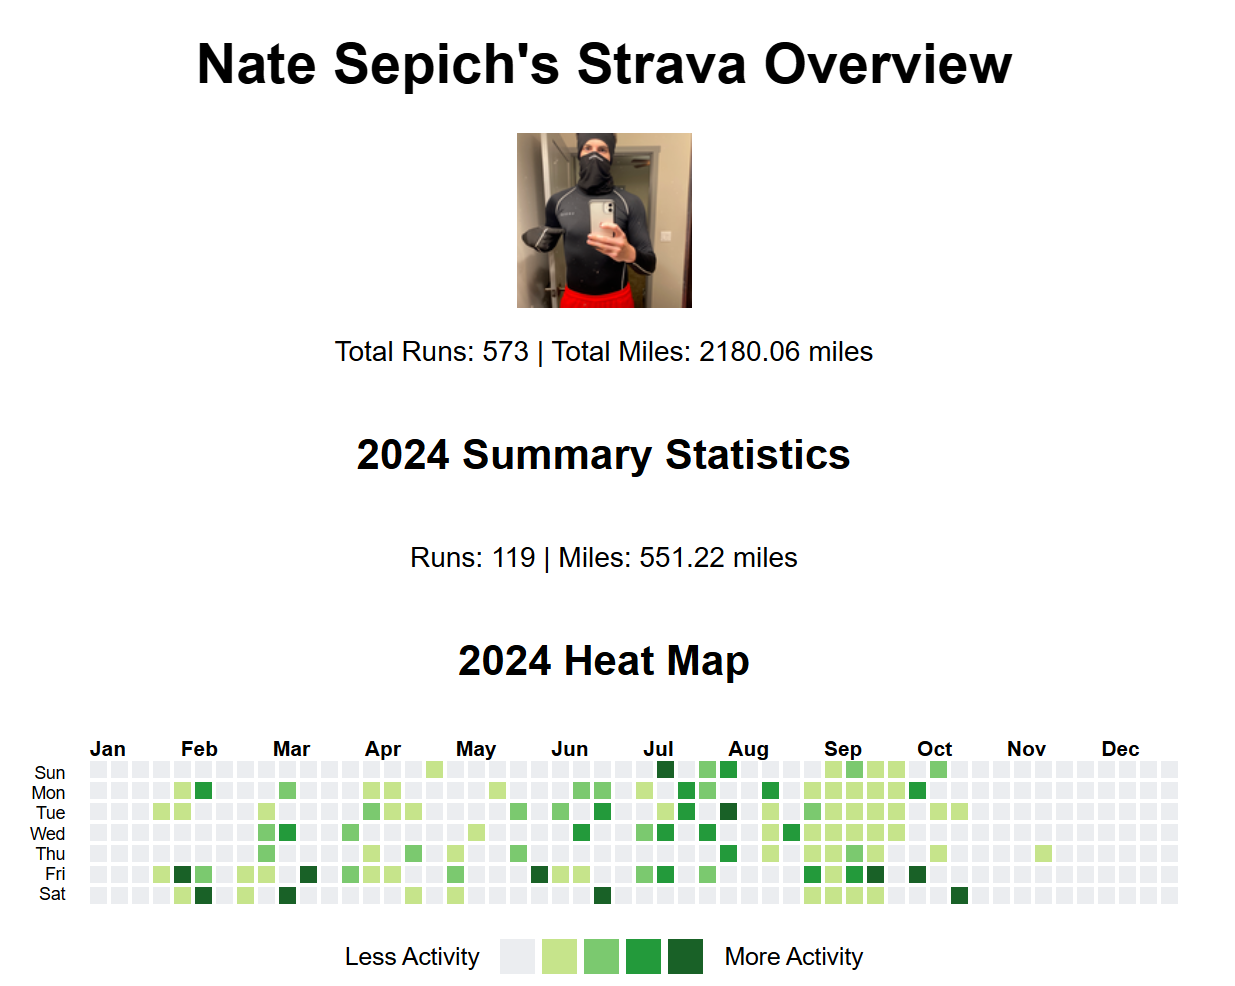 Nate Sepich's Strava Overview
Total Runs: 573 | Total Miles: 2180.06 miles
2024 Summary Statistics
Runs: 119 | Miles: 551.22 miles
2024 Heat Map
Jan Feb Mar Apr May Jun Jul Aug Sep Oct Nov Dec
Sun
Mon
Tue
Wed
Thu
Fri
Sat
Less Activity More Activity